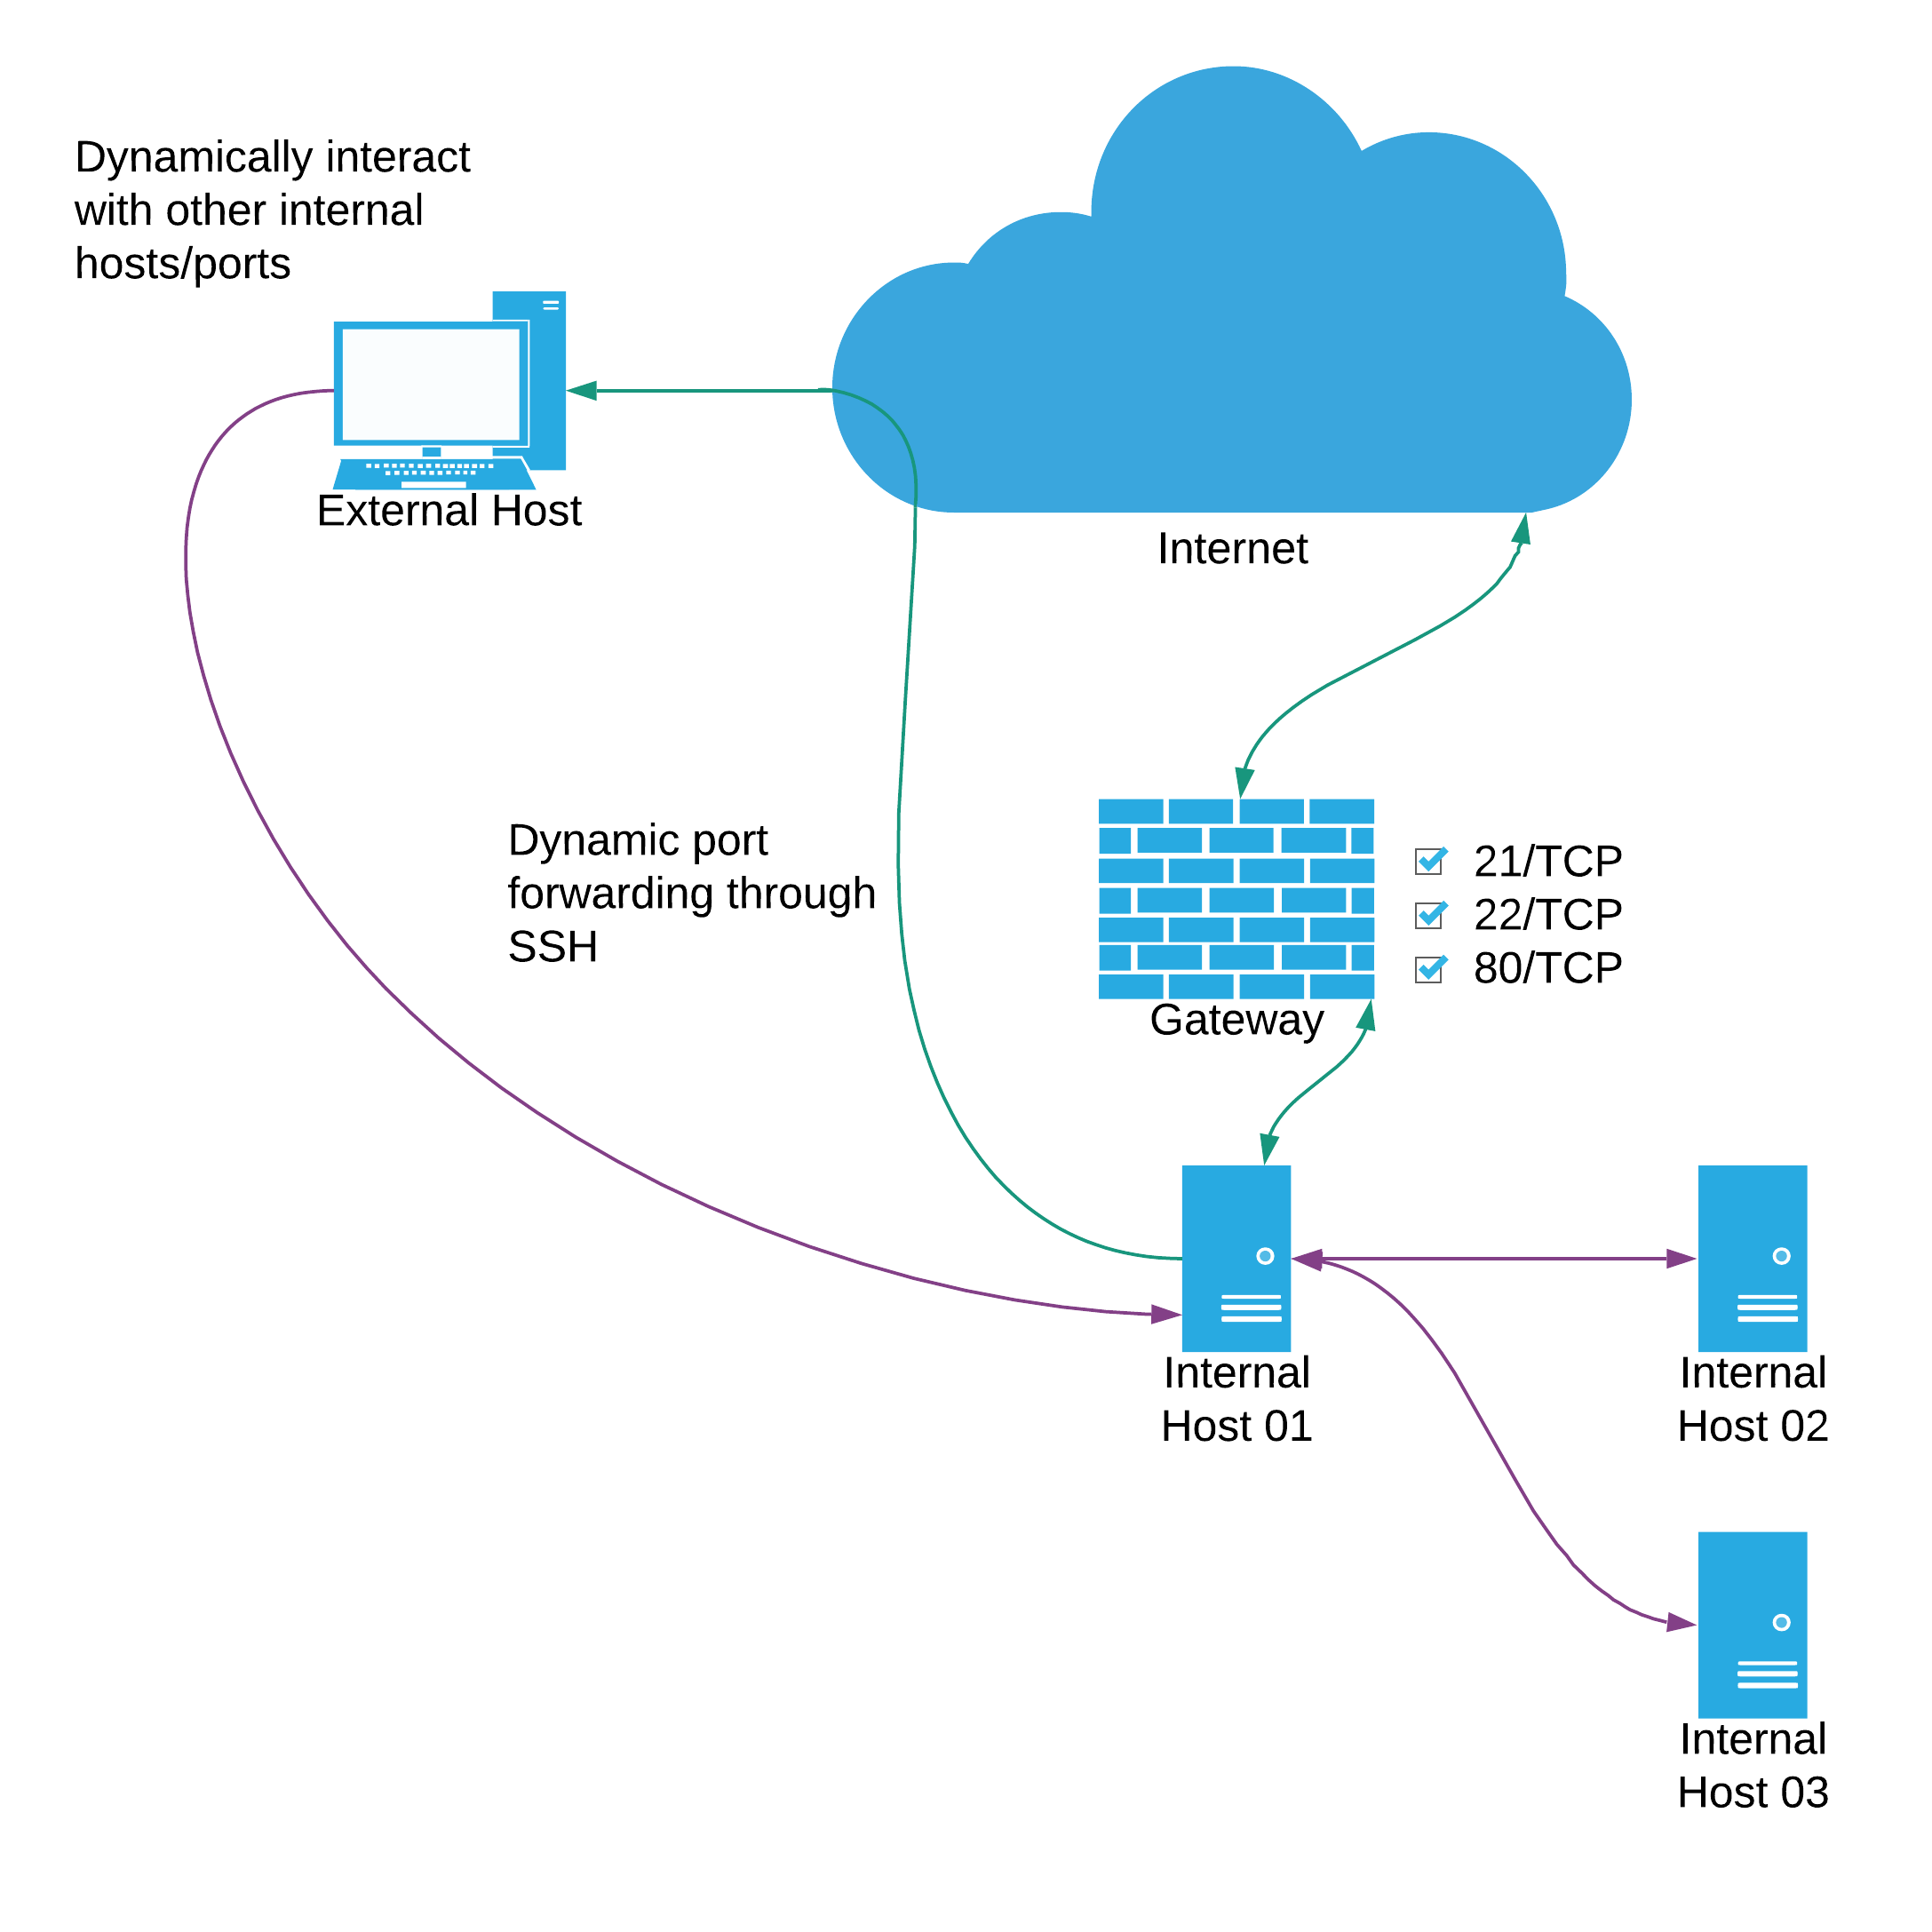 Dynamically interact
with other internal
hosts/ports
External Host
Internet
Dynamic port
forwarding through
SSH
21/TCP
22/TCP
80/TCP
Gateway
Internal
Host 01
Internal
Host 02
Internal
Host 03